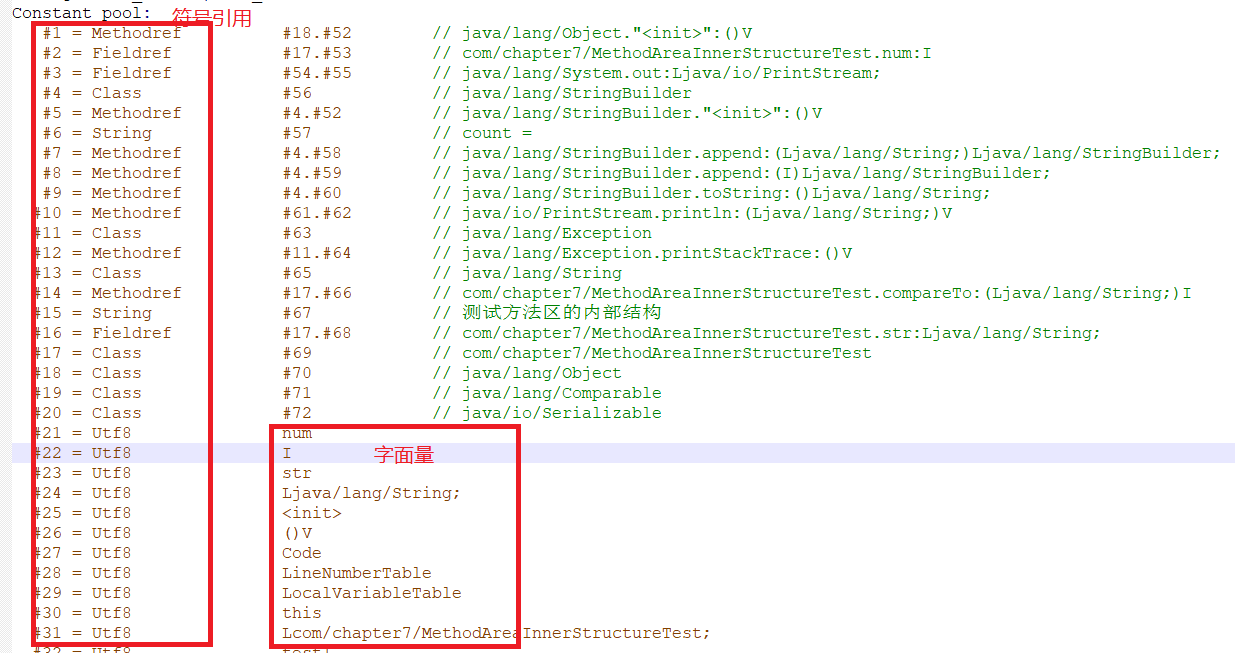 Constant pool: 符号引用
#1 = Methodref #18.#52 // java/lang/Object."<init>":()V
#2 = Fieldref #17.#53 // com/chapter7/MethodAreaInnerStructureTest.num:I
#3 = Fieldref #54.#55 // java/lang/System.out:Ljava/io/PrintStream;
#4 = Class #56 // java/lang/StringBuilder
#5 = Methodref #4.#52 // java/lang/StringBuilder."<init>":()V
#6 = String #57 // count =
#7 = Methodref #4.#58 // java/lang/StringBuilder.append:(Ljava/lang/String;)Ljava/lang/StringBuilder;
#8 = Methodref #4.#59 // java/lang/StringBuilder.append:(I)Ljava/lang/StringBuilder;
#9 = Methodref #4.#60 // java/lang/StringBuilder.toString:()Ljava/lang/String;
#10 = Methodref #61.#62 // java/io/PrintStream.println:(Ljava/lang/String;)V
#11 = Class #63 // java/lang/Exception
#12 = Methodref #11.#64 // java/lang/Exception.printStackTrace:()V
#13 = Class #65 // java/lang/String
#14 = Methodref #17.#66 // com/chapter7/MethodAreaInnerStructureTest.compareTo:(Ljava/lang/String;)I
#15 = String #67 // 测试方法区的内部结构
#16 = Fieldref #17.#68 // com/chapter7/MethodAreaInnerStructureTest.str:Ljava/lang/String;
#17 = Class #69 // com/chapter7/MethodAreaInnerStructureTest
#18 = Class #70 // java/lang/Object
#19 = Class #71 // java/lang/Comparable
#20 = Class #72 // java/io/Serializable
#21 = Utf8 num
#22 = Utf8 I 字面量
#23 = Utf8 str
#24 = Utf8 Ljava/lang/String;
#25 = Utf8 <init>
#26 = Utf8 ()V
#27 = Utf8 Code
#28 = Utf8 LineNumberTable
#29 = Utf8 LocalVariableTable
#30 = Utf8 this
#31 = Utf8 Lcom/chapter7/MethodAreaInnerStructureTest;
#32 = Utf8